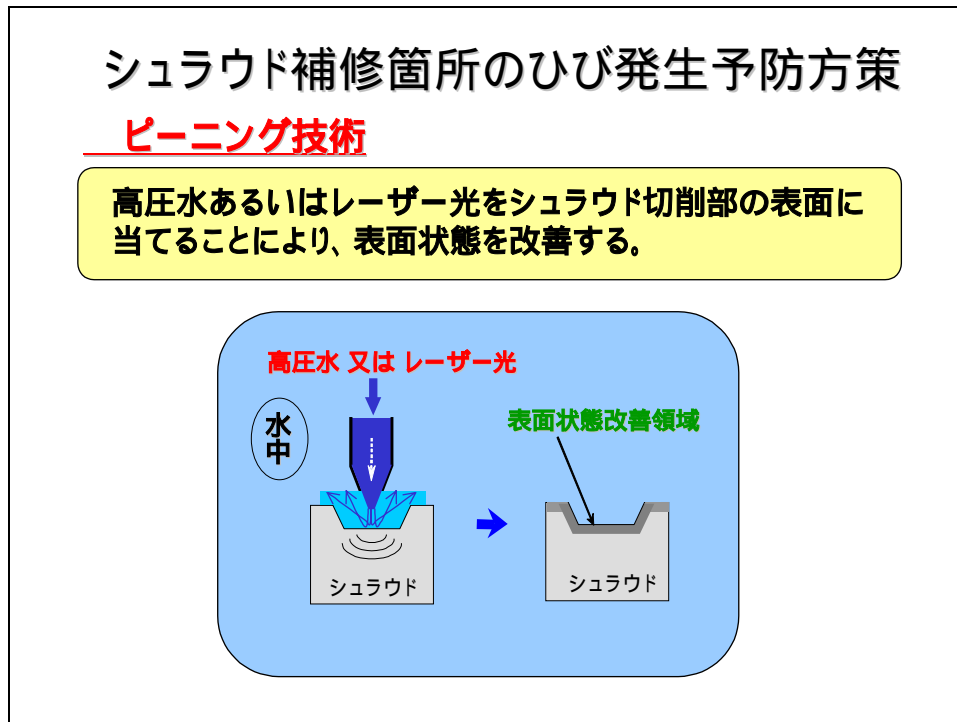 シュラウド補修箇所のひび発生予防方策
ピーニング技術
高圧水あるいはレーザー光をシュラウド切削部の表面に
当てることにより、表面状態を改善する。
高圧水 又は レーザー光
水中
表面状態改善領域
シュラウド
シュラウド